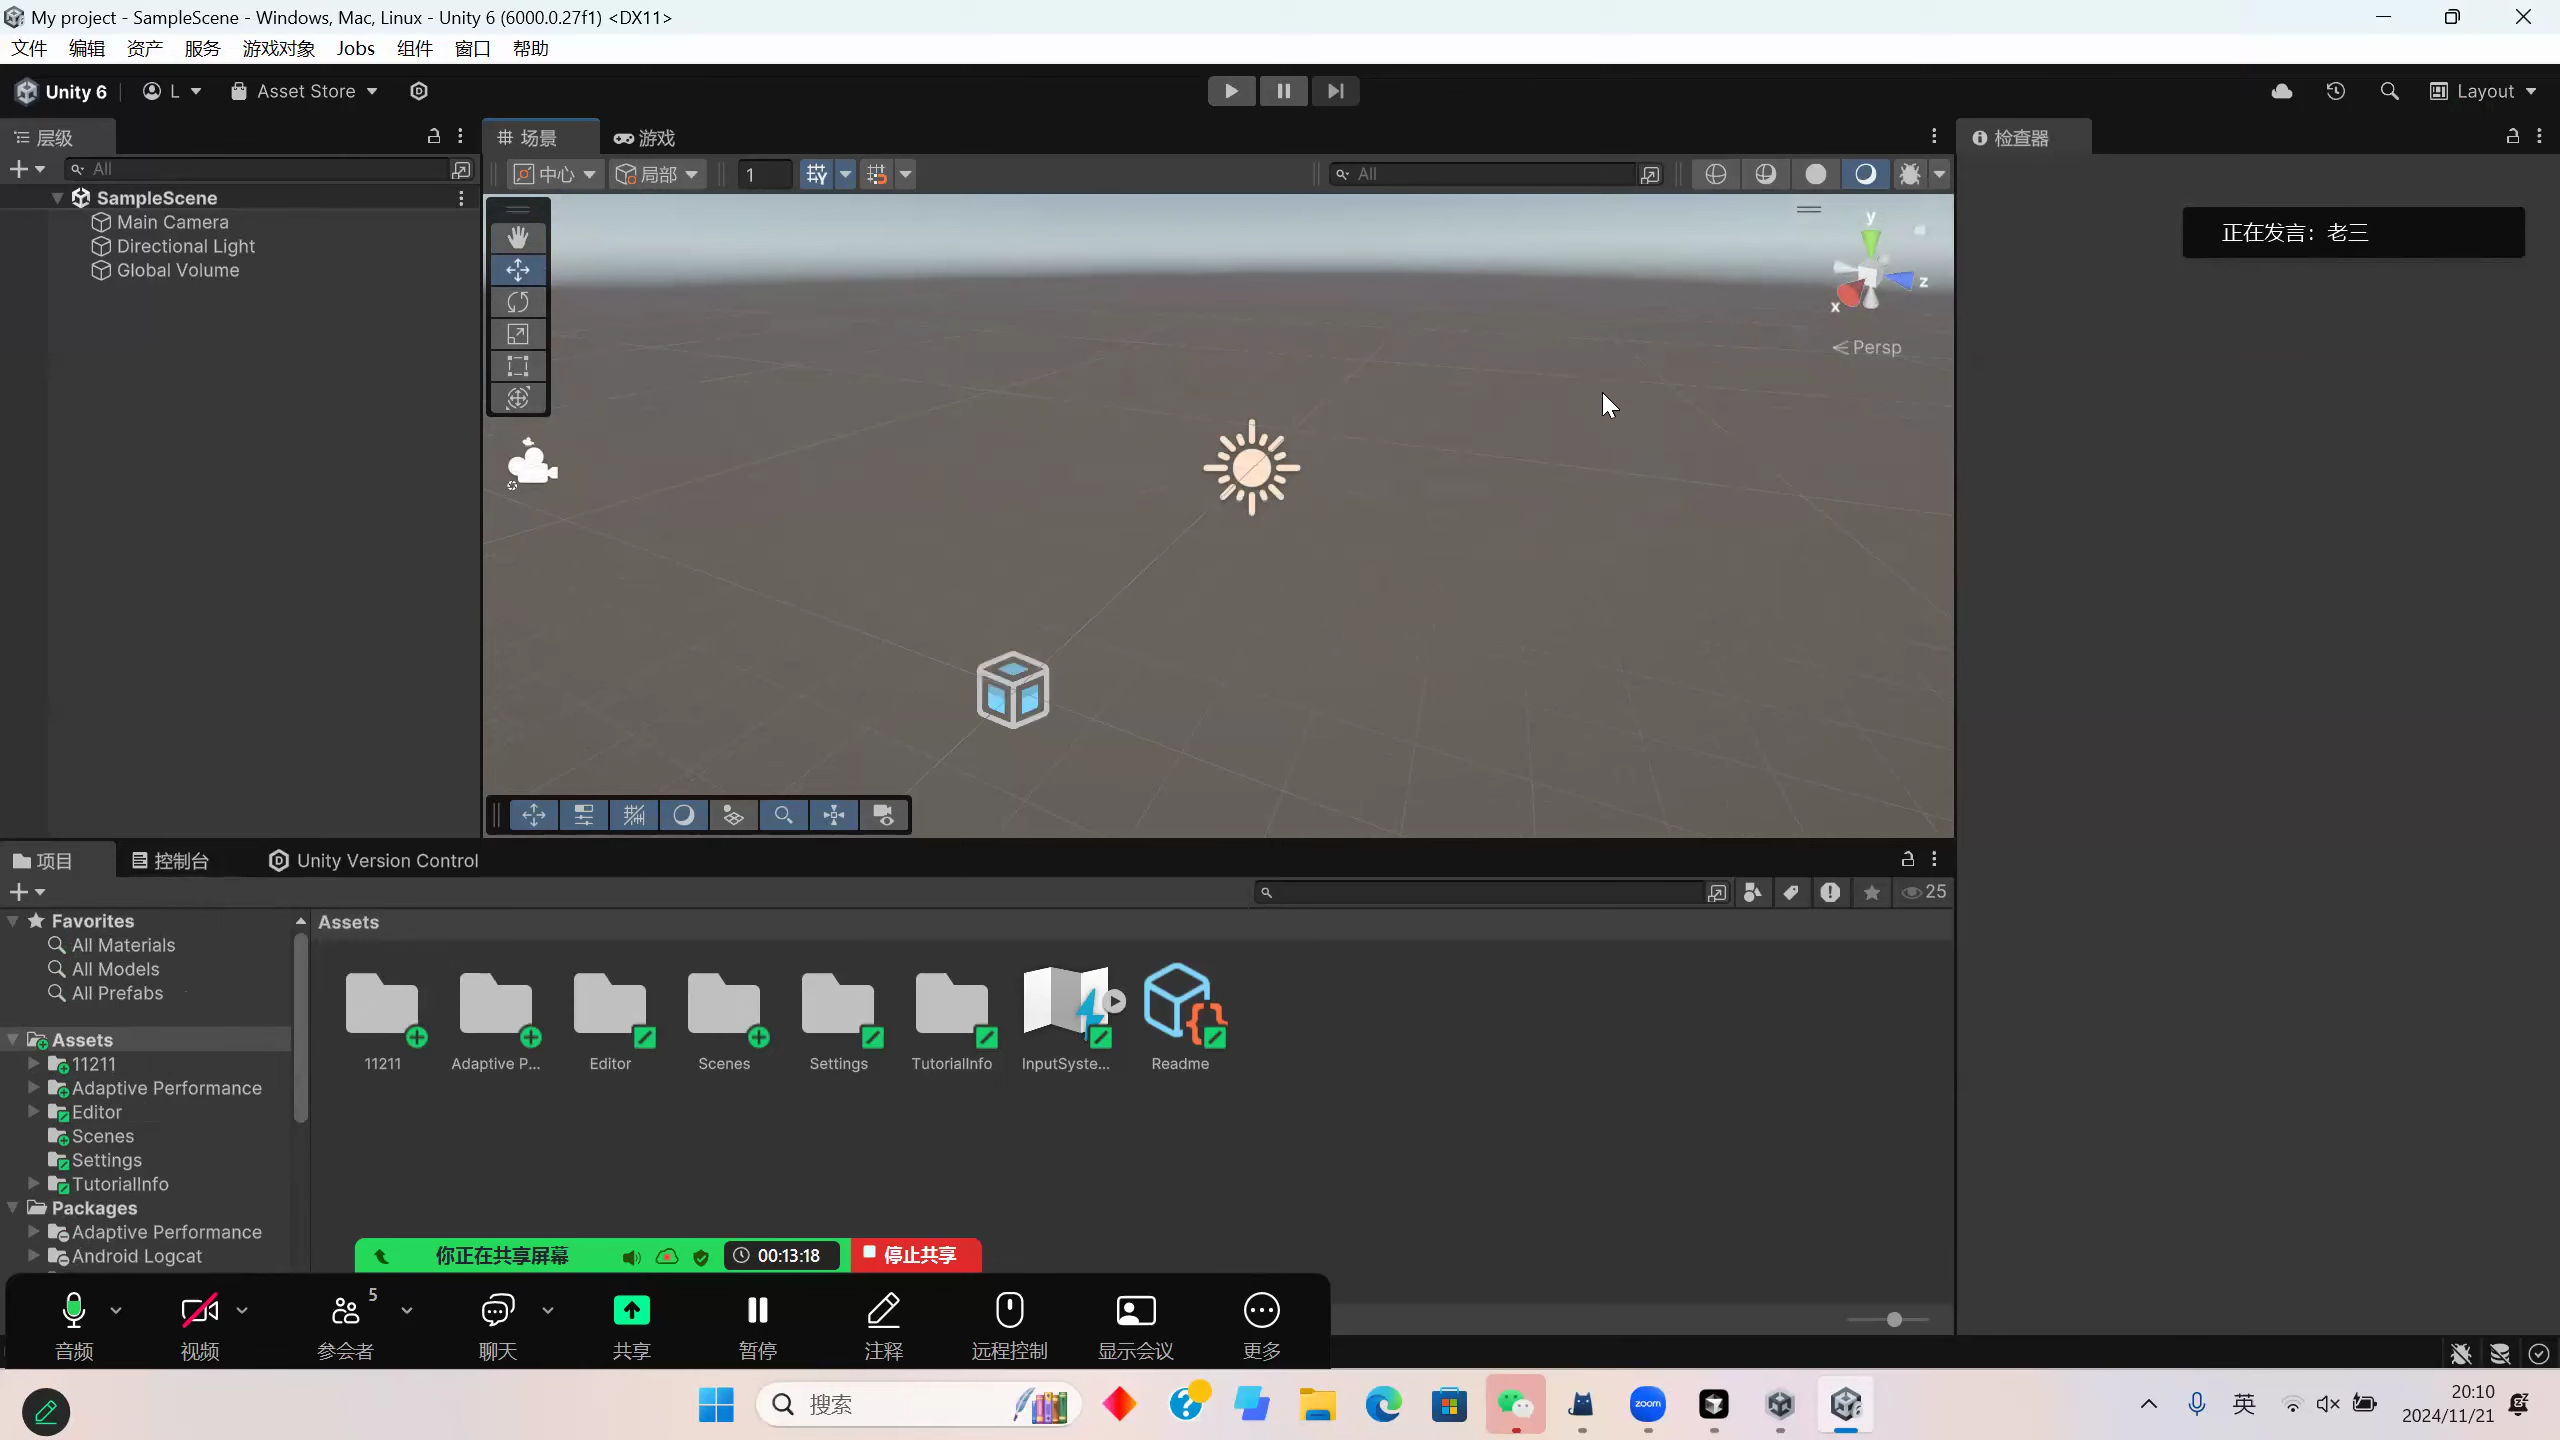 My project - SampleScene - Windows, Mac, Linux - Unity 6 (6000.0.27f1) <DX11>
文件 编辑 资产 服务 游戏对象 Jobs 组件 窗口 帮助
Unity 6 L Asset Store Layout
层级 场景 游戏 检查器
All 中心 局部 1 All
SampleScene
Main Camera
Directional Light
Global Volume
正在发言：老三
y
z
x
Persp
项目 控制台 Unity Version Control
25
Favorites
All Materials
All Models
All Prefabs
Assets
11211
Adaptive Performance
Editor
Scenes
Settings
TutorialInfo
Packages
Adaptive Performance
Android Logcat
Assets
11211 Adaptive P... Editor Scenes Settings TutorialInfo InputSyste... Readme
你正在共享屏幕 00:13:18 停止共享
5
音频 视频 参会者 聊天 共享 暂停 注释 远程控制 显示会议 更多
搜索
zoom
英
20:10
2024/11/21